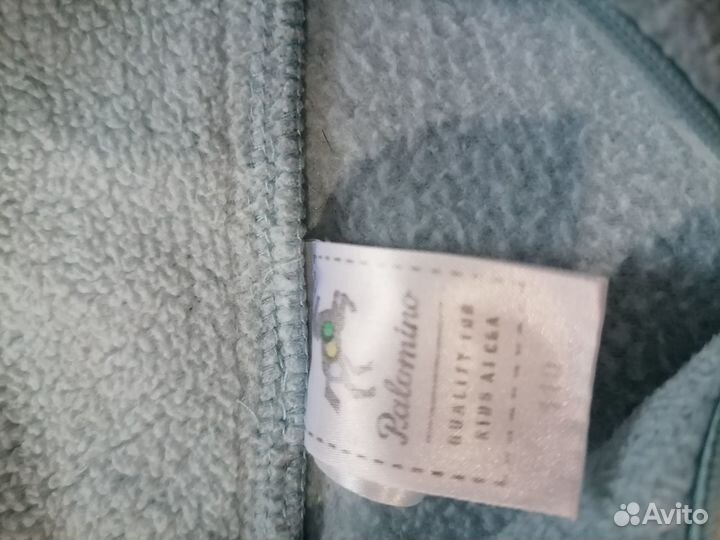 Palomino
QUALITY FOR
KIDS AT C&A
110
Avito